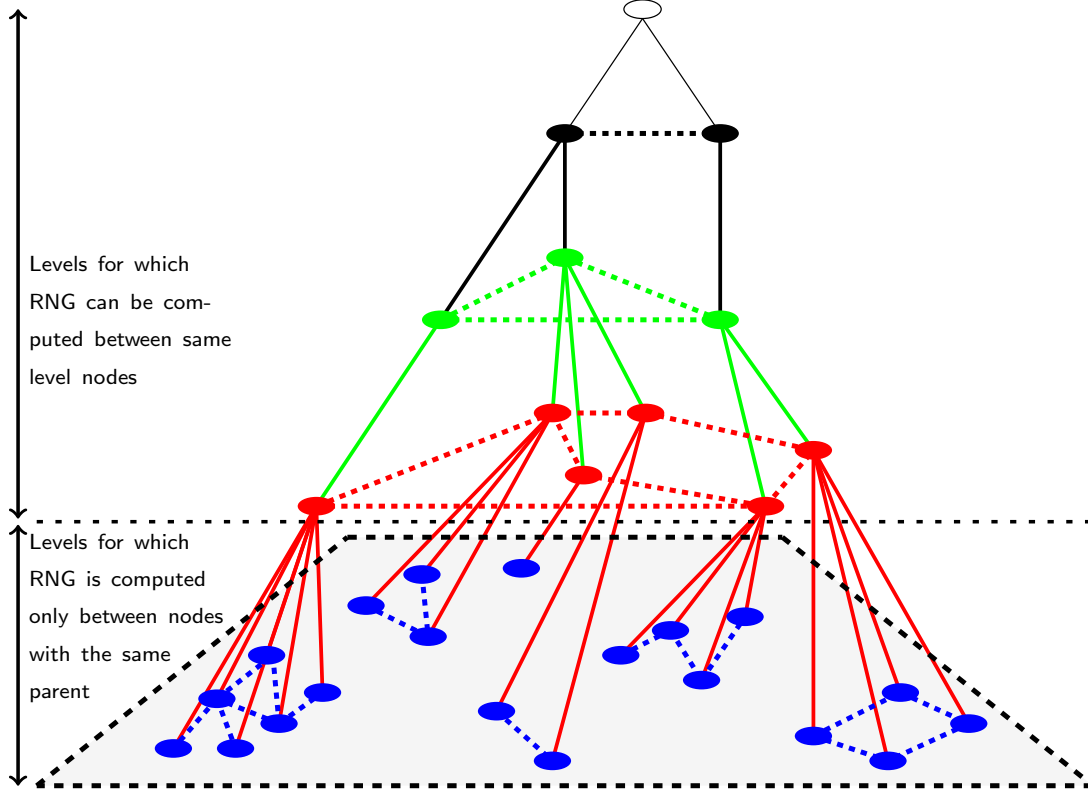 Levels for which
RNG can be com-
puted between same
level nodes
Levels for which
RNG is computed
only between nodes
with the same
parent